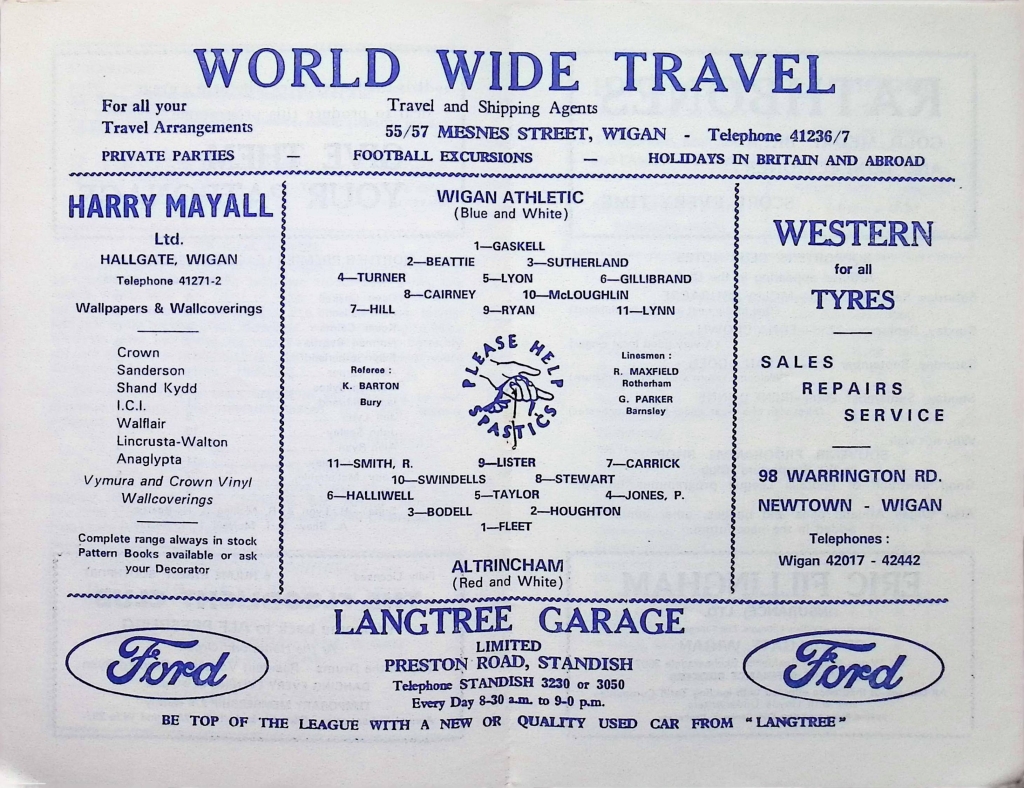 WORLD WIDE TRAVEL
For all your
Travel Arrangements
Travel and Shipping Agents
55/57 MESNES STREET, WIGAN - Telephone 41236/7
PRIVATE PARTIES — FOOTBALL EXCURSIONS — HOLIDAYS IN BRITAIN AND ABROAD
HARRY MAYALL
Ltd.
HALLGATE, WIGAN
Telephone 41271-2
Wallpapers & Wallcoverings
Crown
Sanderson
Shand Kydd
I.C.I.
Walflair
Lincrusta-Walton
Anaglypta
Vymura and Crown Vinyl
Wallcoverings
Complete range always in stock
Pattern Books available or ask
your Decorator
WIGAN ATHLETIC
(Blue and White)
1—GASKELL
2—BEATTIE 3—SUTHERLAND
4—TURNER 5—LYON 6—GILLIBRAND
8—CAIRNEY 10—McLOUGHLIN
7—HILL 9—RYAN 11—LYNN
Referee :
K. BARTON
Bury
PLEASE HELP
SPASTICS
Linesmen :
R. MAXFIELD
Rotherham
G. PARKER
Barnsley
11—SMITH, R. 9—LISTER 7—CARRICK
10—SWINDELLS 8—STEWART
6—HALLIWELL 5—TAYLOR 4—JONES, P.
3—BODELL 2—HOUGHTON
1—FLEET
ALTRINCHAM
(Red and White)
WESTERN
for all
TYRES
SALES
REPAIRS
SERVICE
98 WARRINGTON RD.
NEWTOWN - WIGAN
Telephones :
Wigan 42017 - 42442
LANGTREE GARAGE
LIMITED
PRESTON ROAD, STANDISH
Telephone STANDISH 3230 or 3050
Every Day 8-30 a.m. to 9-0 p.m.
Ford
Ford
BE TOP OF THE LEAGUE WITH A NEW OR QUALITY USED CAR FROM "LANGTREE"